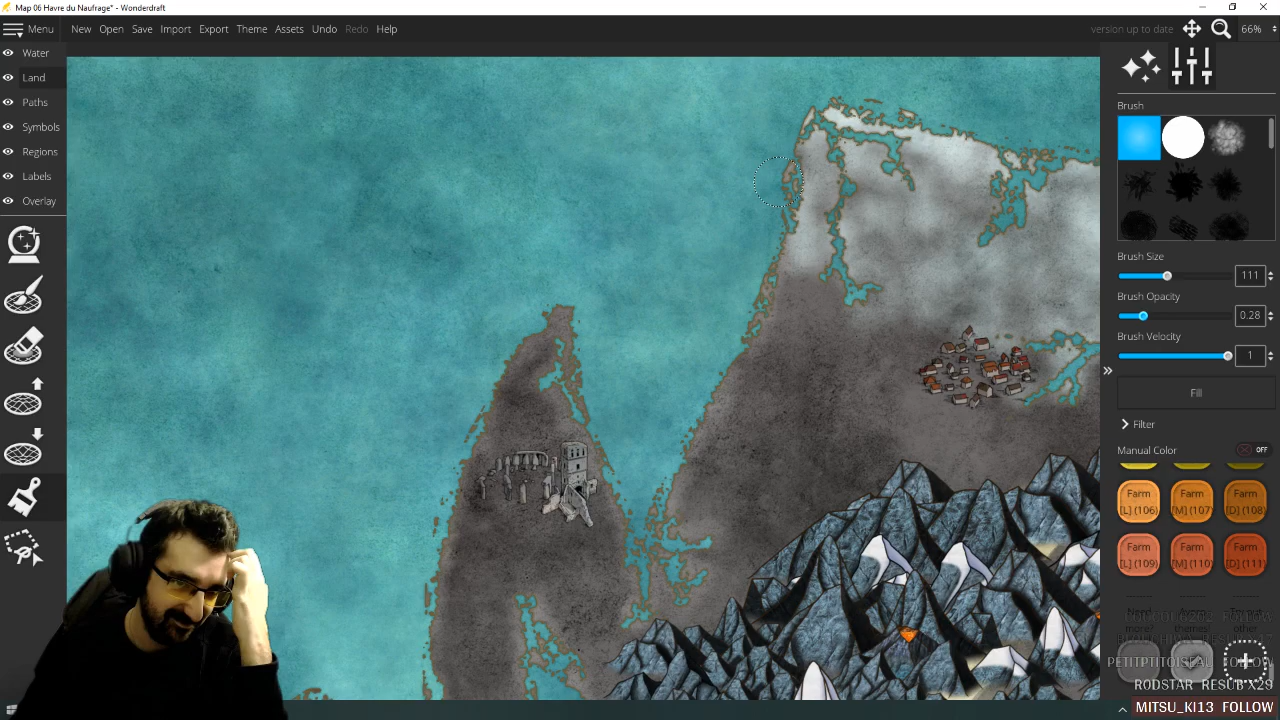 Map 06 Havre du Naufrage* - Wonderdraft
Menu New Open Save Import Export Theme Assets Undo Redo Help version up to date 66%
Water
Land
Paths
Symbols
Regions
Labels
Overlay
Brush
Brush Size
111
Brush Opacity
0.28
Brush Velocity
1
Fill
Filter
Manual Color OFF
Farm [L] (106) Farm [M] (107) Farm [D] (108)
Farm [L] (109) Farm [M] (110) Farm [D] (111)
PETITPTITOISEAU FOLLOW
RODSTAR RESUB X29
MITSU_KI13 FOLLOW